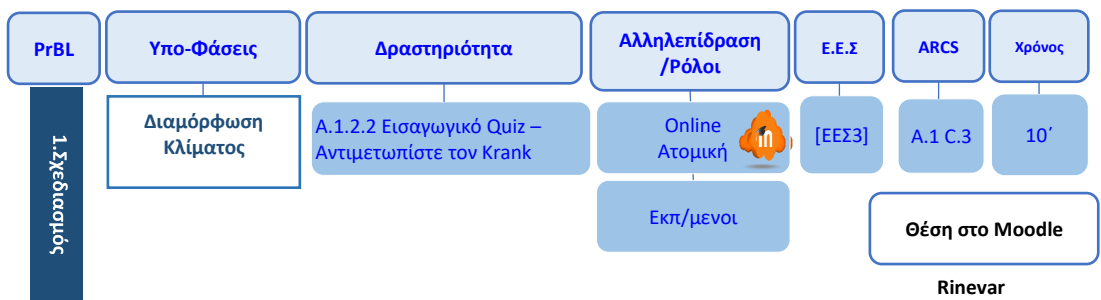 PrBL
Υπο-Φάσεις
Δραστηριότητα
Αλληλεπίδραση
/Ρόλοι
Ε.Ε.Σ
ARCS
Χρόνος
1.Σχεδιασμός
Διαμόρφωση
Κλίματος
Α.1.2.2 Εισαγωγικό Quiz –
Αντιμετωπίστε τον Krank
Online
Ατομική
[ΕΕΣ3]
A.1 C.3
10΄
Εκπ/μενοι
Θέση στο Moodle
Rinevar